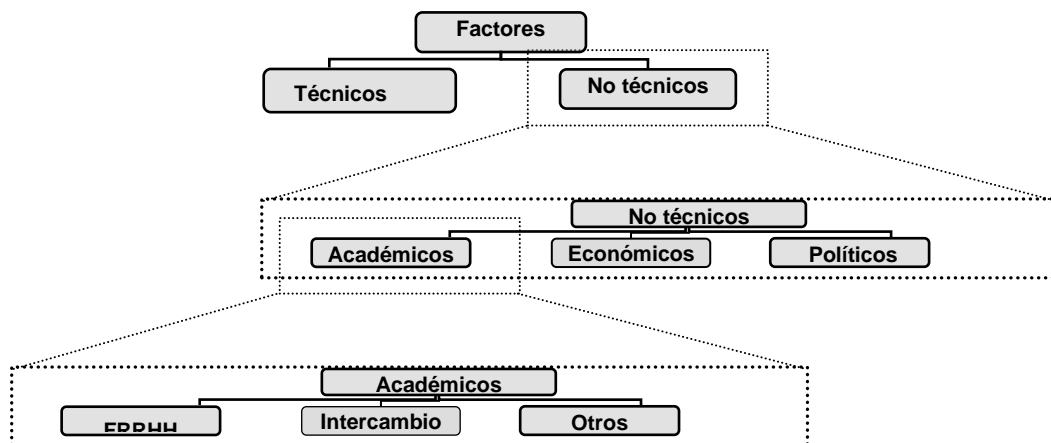 Factores
Técnicos
No técnicos
No técnicos
Académicos
Económicos
Políticos
Académicos
Intercambio
Otros